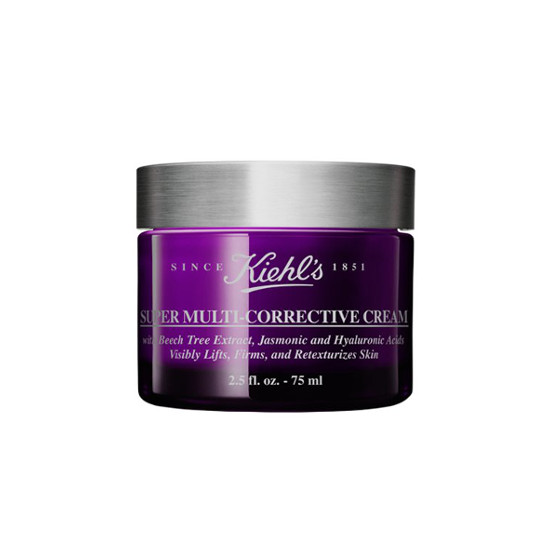 SINCE Kiehl's 1851
SUPER MULTI-CORRECTIVE CREAM
with Beech Tree Extract, Jasmonic and Hyaluronic Acids
Visibly Lifts, Firms, and Retexturizes Skin
2.5 fl. oz. - 75 ml